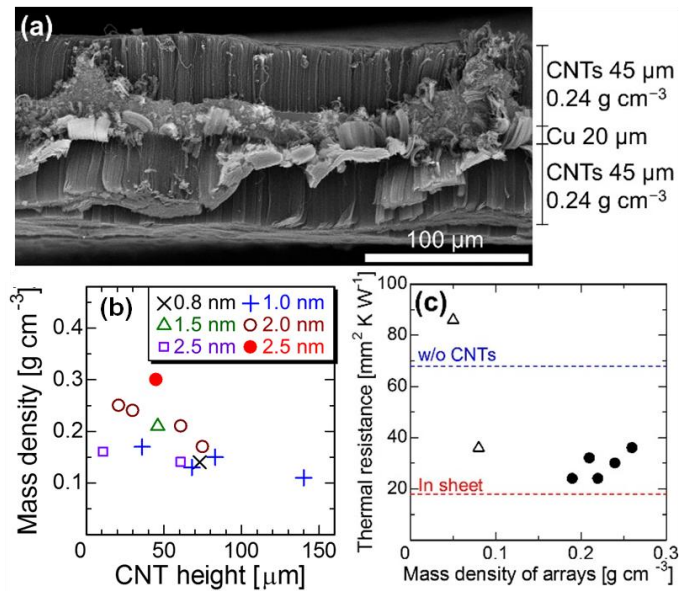 (a)
CNTs 45 μm
0.24 g cm⁻³
Cu 20 μm
CNTs 45 μm
0.24 g cm⁻³
100 μm
(b)
0.8 nm
1.0 nm
1.5 nm
2.0 nm
2.5 nm
2.5 nm
Mass density [g cm⁻³]
0.4
0.3
0.2
0.1
0
50
100
150
CNT height [μm]
(c)
Thermal resistance [mm² K W⁻¹]
100
80
60
40
20
0
w/o CNTs
In sheet
0
0.1
0.2
0.3
Mass density of arrays [g cm⁻³]